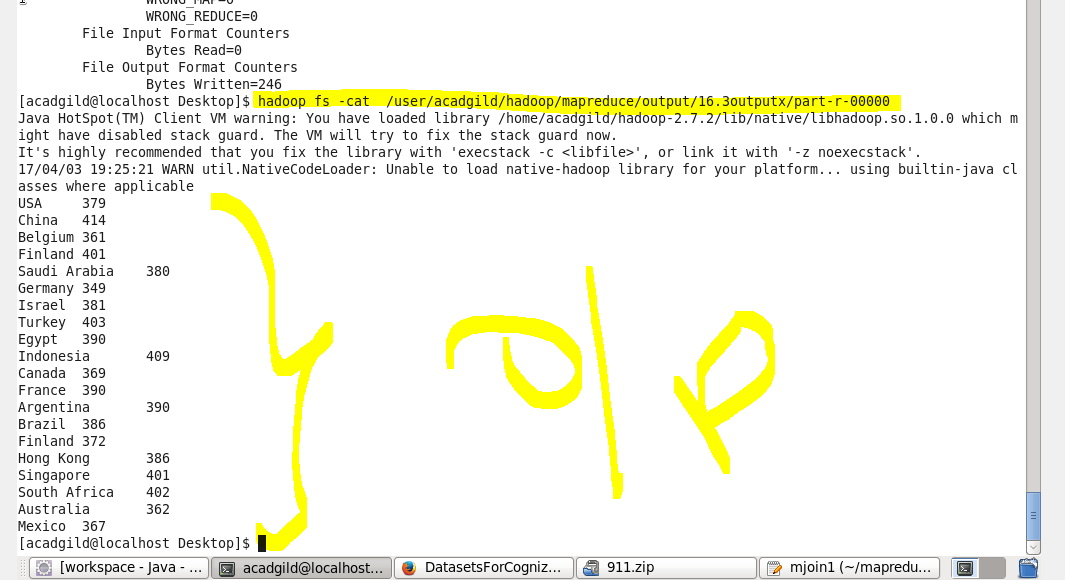 WRONG_MAP=0
WRONG_REDUCE=0
File Input Format Counters
Bytes Read=0
File Output Format Counters
Bytes Written=246
[acadgild@localhost Desktop]$ hadoop fs -cat  /user/acadgild/hadoop/mapreduce/output/16.3outputx/part-r-00000
Java HotSpot(TM) Client VM warning: You have loaded library /home/acadgild/hadoop-2.7.2/lib/native/libhadoop.so.1.0.0 which m
ight have disabled stack guard. The VM will try to fix the stack guard now.
It's highly recommended that you fix the library with 'execstack -c <libfile>', or link it with '-z noexecstack'.
17/04/03 19:25:21 WARN util.NativeCodeLoader: Unable to load native-hadoop library for your platform... using builtin-java cl
asses where applicable
USA 379
China 414
Belgium 361
Finland 401
Saudi Arabia 380
Germany 349
Israel 381
Turkey 403
Egypt 390
Indonesia 409
Canada 369
France 390
Argentina 390
Brazil 386
Finland 372
Hong Kong 386
Singapore 401
South Africa 402
Australia 362
Mexico 367
[acadgild@localhost Desktop]$
o/p
[workspace - Java - ... acadgild@localhost... DatasetsForCogniz... 911.zip mjoin1 (~/mapredu...